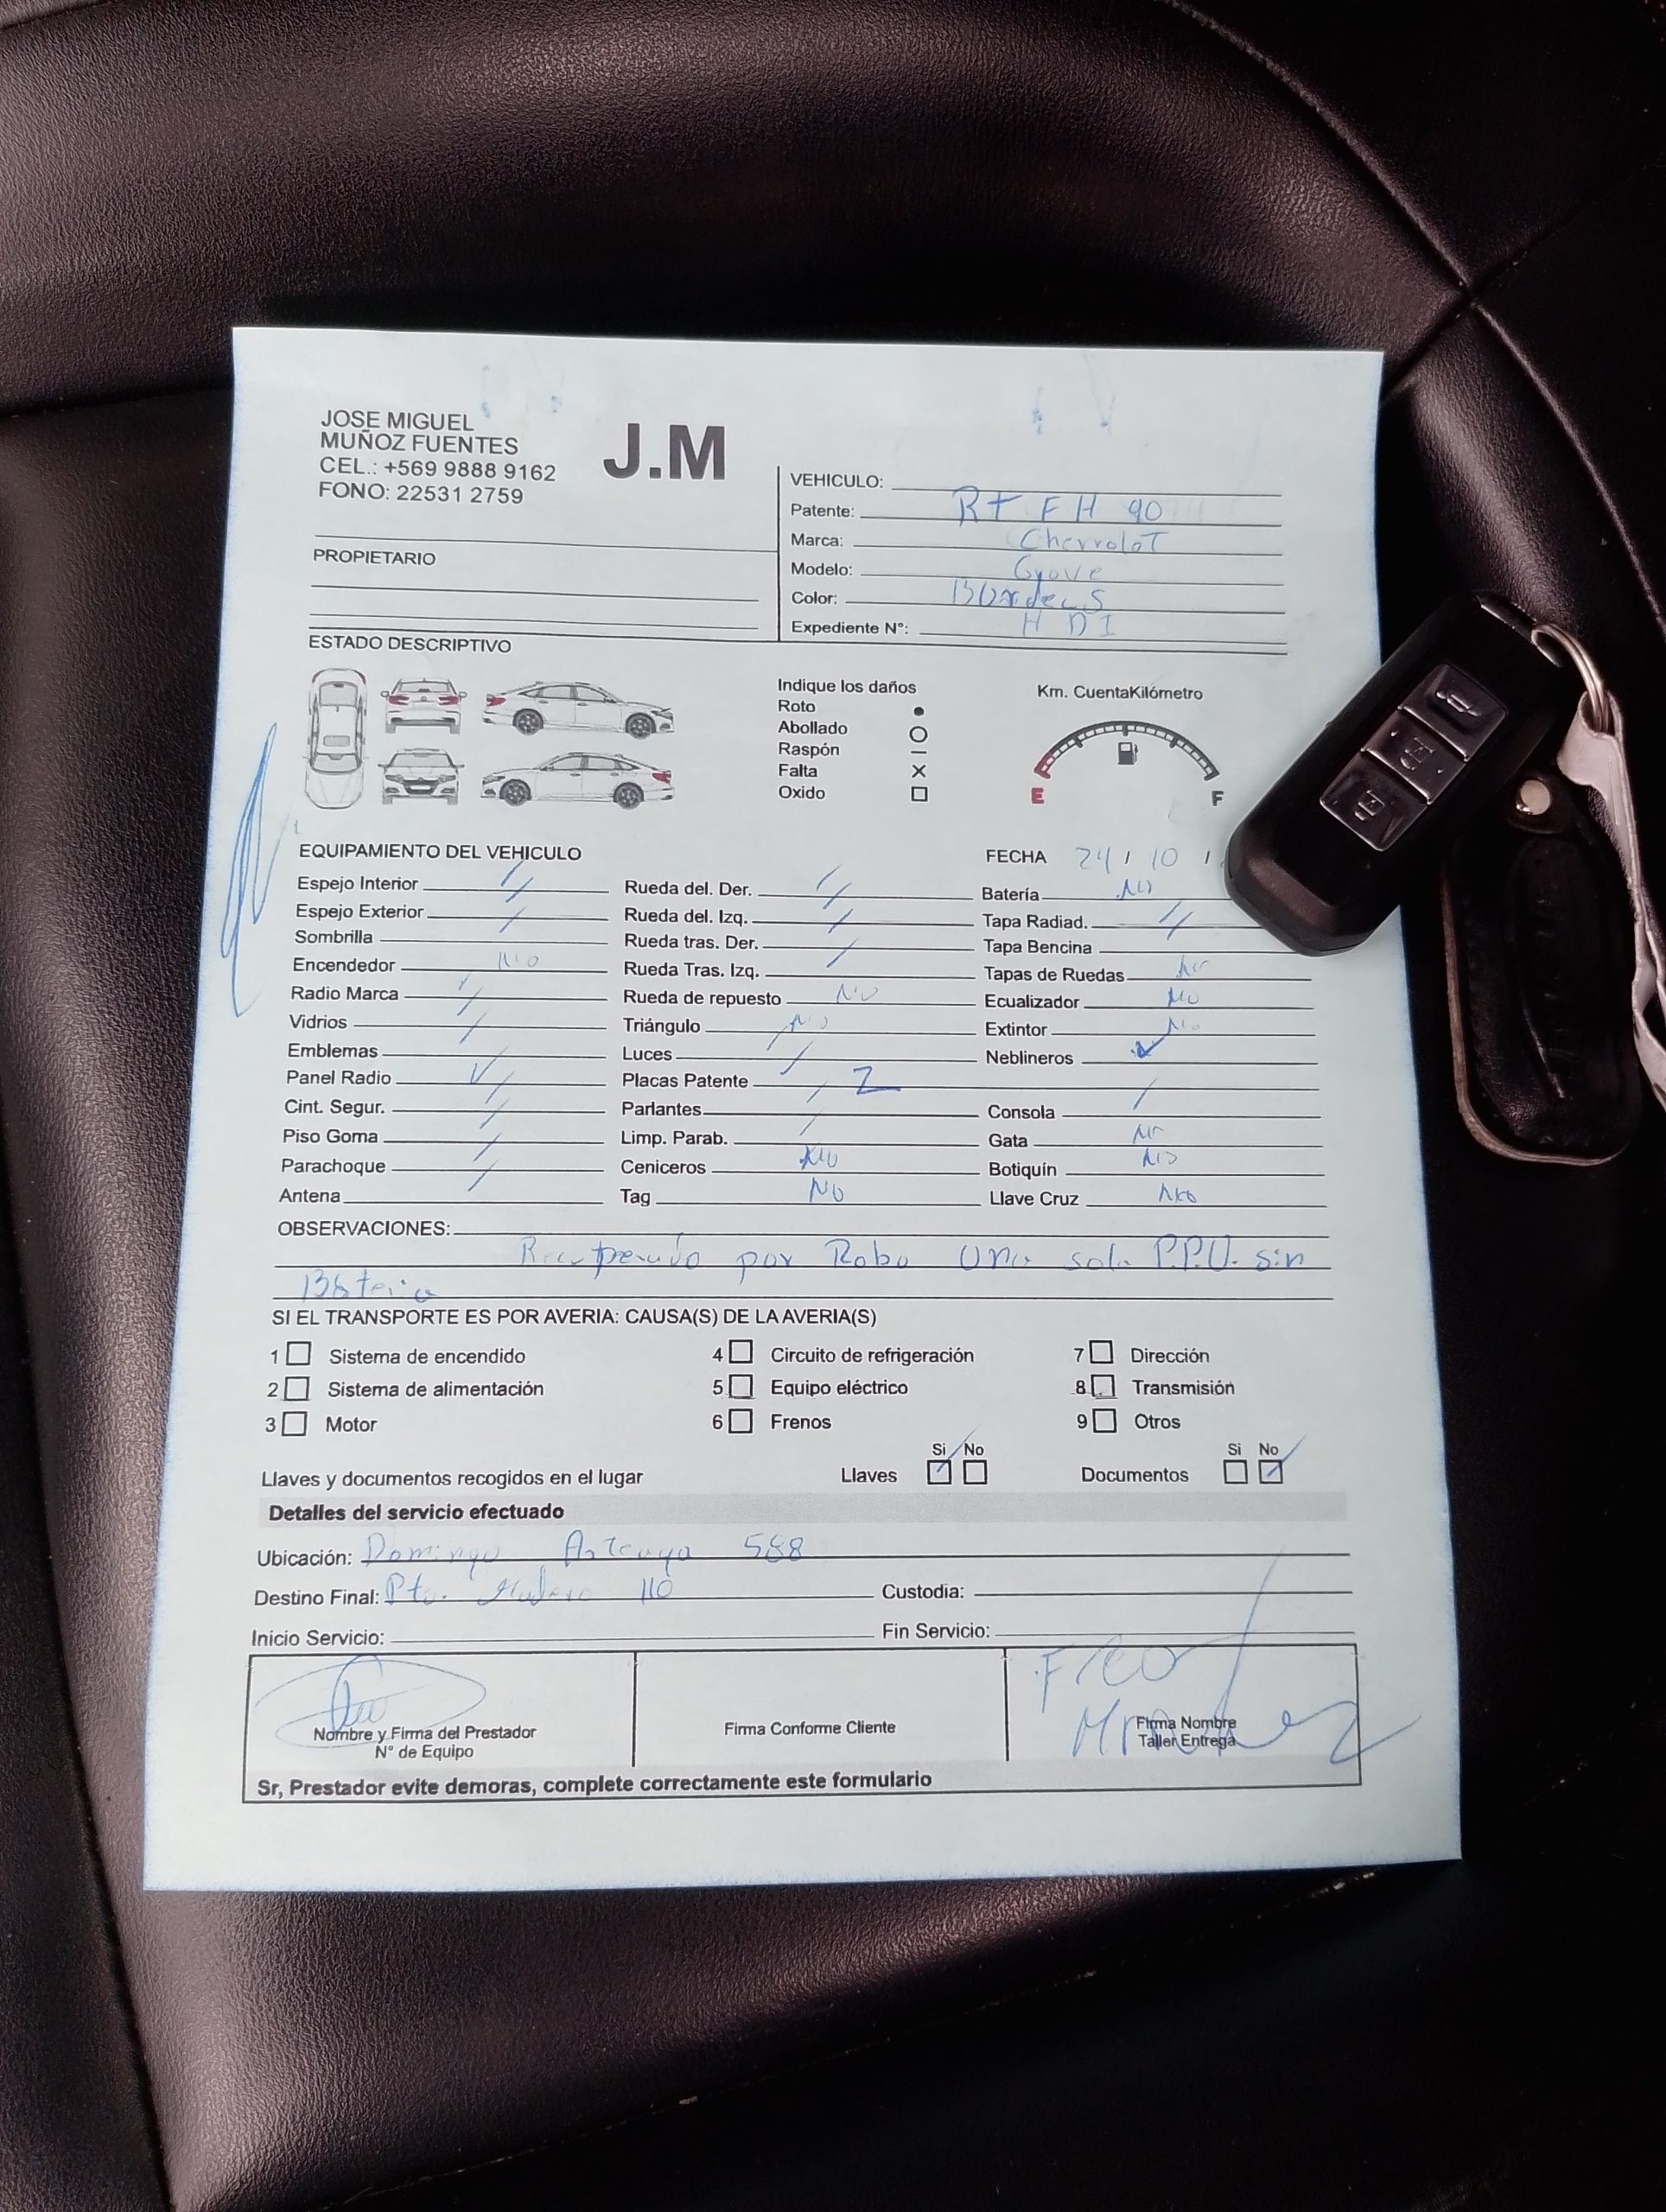 JOSE MIGUEL
MUÑOZ FUENTES
CEL.: +569 9888 9162
FONO: 22531 2759
J.M
PROPIETARIO
VEHICULO:
Patente: RT FH 90
Marca: ChevroloT
Modelo: Grove
Color: Bordeus
Expediente N°: H D I
ESTADO DESCRIPTIVO
Indique los daños
Roto ●
Abollado ○
Raspón —
Falta X
Oxido □
Km. CuentaKilómetro
E F
EQUIPAMIENTO DEL VEHICULO
FECHA 24 / 10 /
Espejo Interior /
Espejo Exterior /
Sombrilla
Encendedor NO
Radio Marca /
Vidrios /
Emblemas
Panel Radio ✓
Cint. Segur. /
Piso Goma /
Parachoque /
Antena
Rueda del. Der. /
Rueda del. Izq. /
Rueda tras. Der. /
Rueda Tras. Izq.
Rueda de repuesto NO
Triángulo NO
Luces /
Placas Patente / 2
Parlantes /
Limp. Parab.
Ceniceros NO
Tag NO
Batería NO
Tapa Radiad. /
Tapa Bencina
Tapas de Ruedas NO
Ecualizador NO
Extintor NO
Neblineros ✓
Consola /
Gata NO
Botiquín NO
Llave Cruz NO
OBSERVACIONES:
Recuperado por Robo una sola P.P.U. sin
Bateria
SI EL TRANSPORTE ES POR AVERIA: CAUSA(S) DE LA AVERIA(S)
1 □ Sistema de encendido
2 □ Sistema de alimentación
3 □ Motor
4 □ Circuito de refrigeración
5 □ Equipo eléctrico
6 □ Frenos
7 □ Dirección
8 □ Transmisión
9 □ Otros
Llaves y documentos recogidos en el lugar
Si No
Llaves
Si No
Documentos
Detalles del servicio efectuado
Ubicación: Domingo Arteaga 588
Destino Final: Pto. 110
Custodia:
Inicio Servicio:
Fin Servicio:
Nombre y Firma del Prestador
N° de Equipo
Firma Conforme Cliente
Fco
Firma Nombre
Taller Entrega
Sr, Prestador evite demoras, complete correctamente este formulario